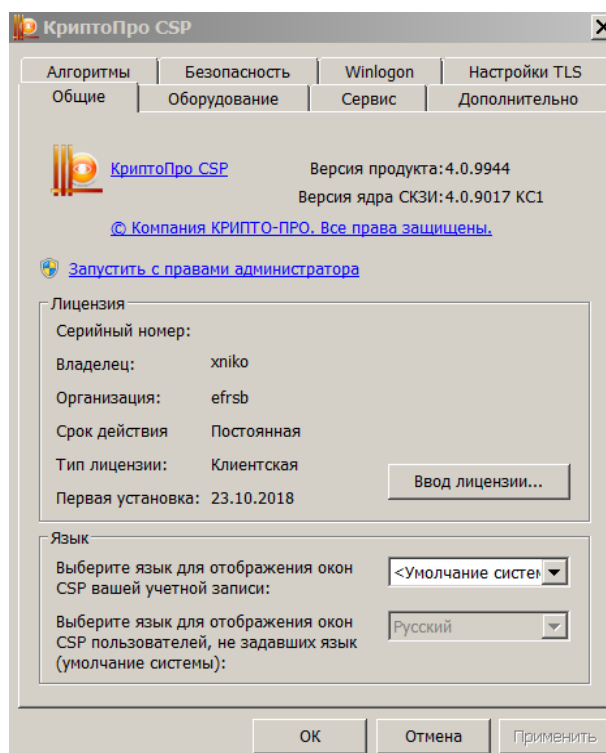 КриптоПро CSP
Алгоритмы Безопасность Winlogon Настройки TLS
Общие Оборудование Сервис Дополнительно
КриптоПро CSP Версия продукта: 4.0.9944
Версия ядра СКЗИ: 4.0.9017 КС1
© Компания КРИПТО-ПРО. Все права защищены.
Запустить с правами администратора
Лицензия
Серийный номер:
Владелец: xniko
Организация: efrsb
Срок действия Постоянная
Тип лицензии: Клиентская
Ввод лицензии...
Первая установка: 23.10.2018
Язык
Выберите язык для отображения окон
CSP вашей учетной записи:
<Умолчание систем
Выберите язык для отображения окон
CSP пользователей, не задавших язык
(умолчание системы):
Русский
ОК Отмена Применить